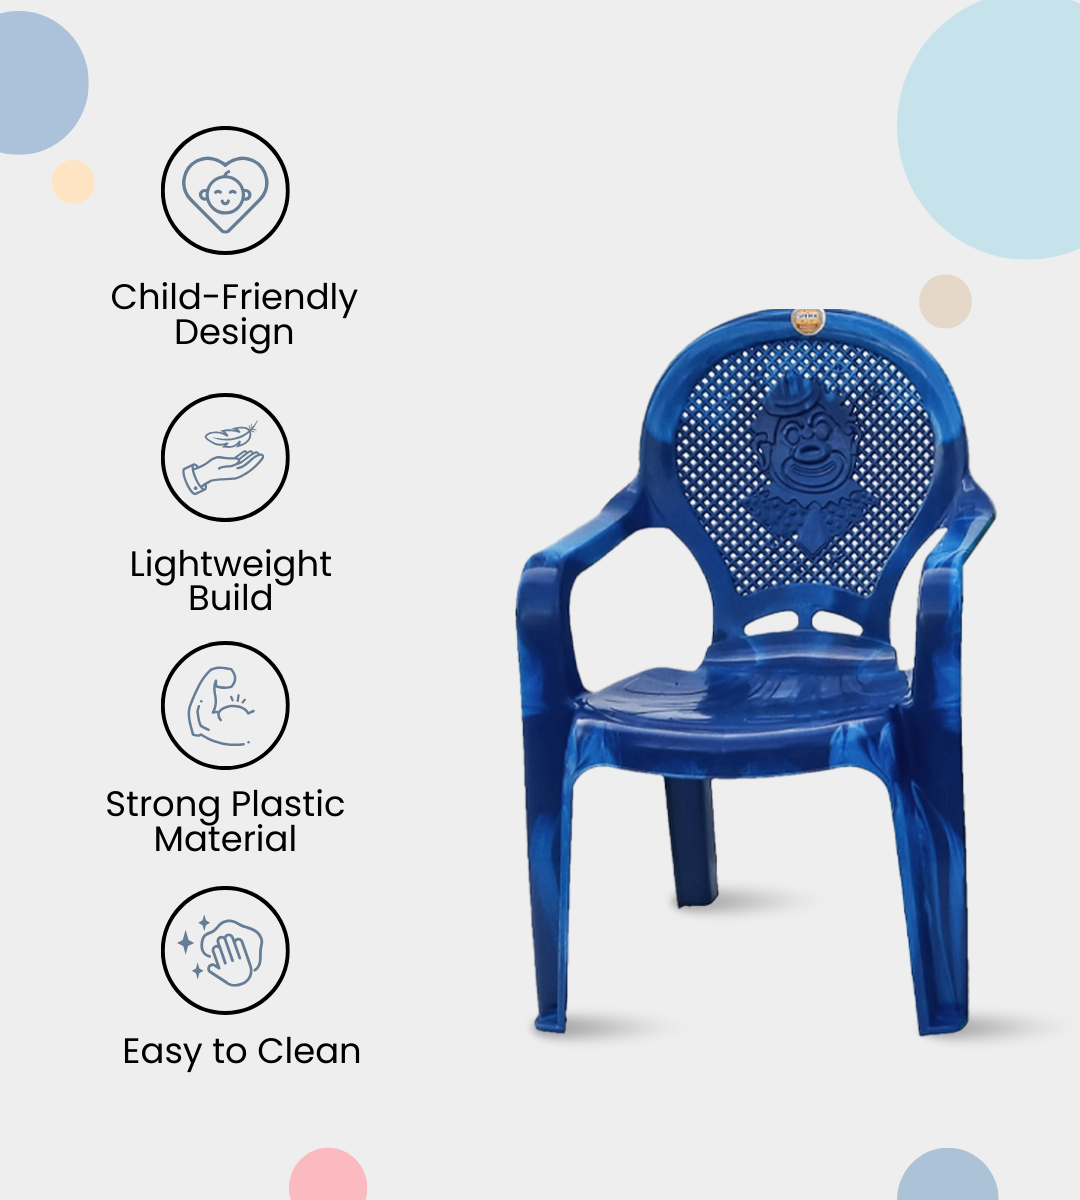 Child-Friendly
Design
Lightweight
Build
Strong Plastic
Material
Easy to Clean